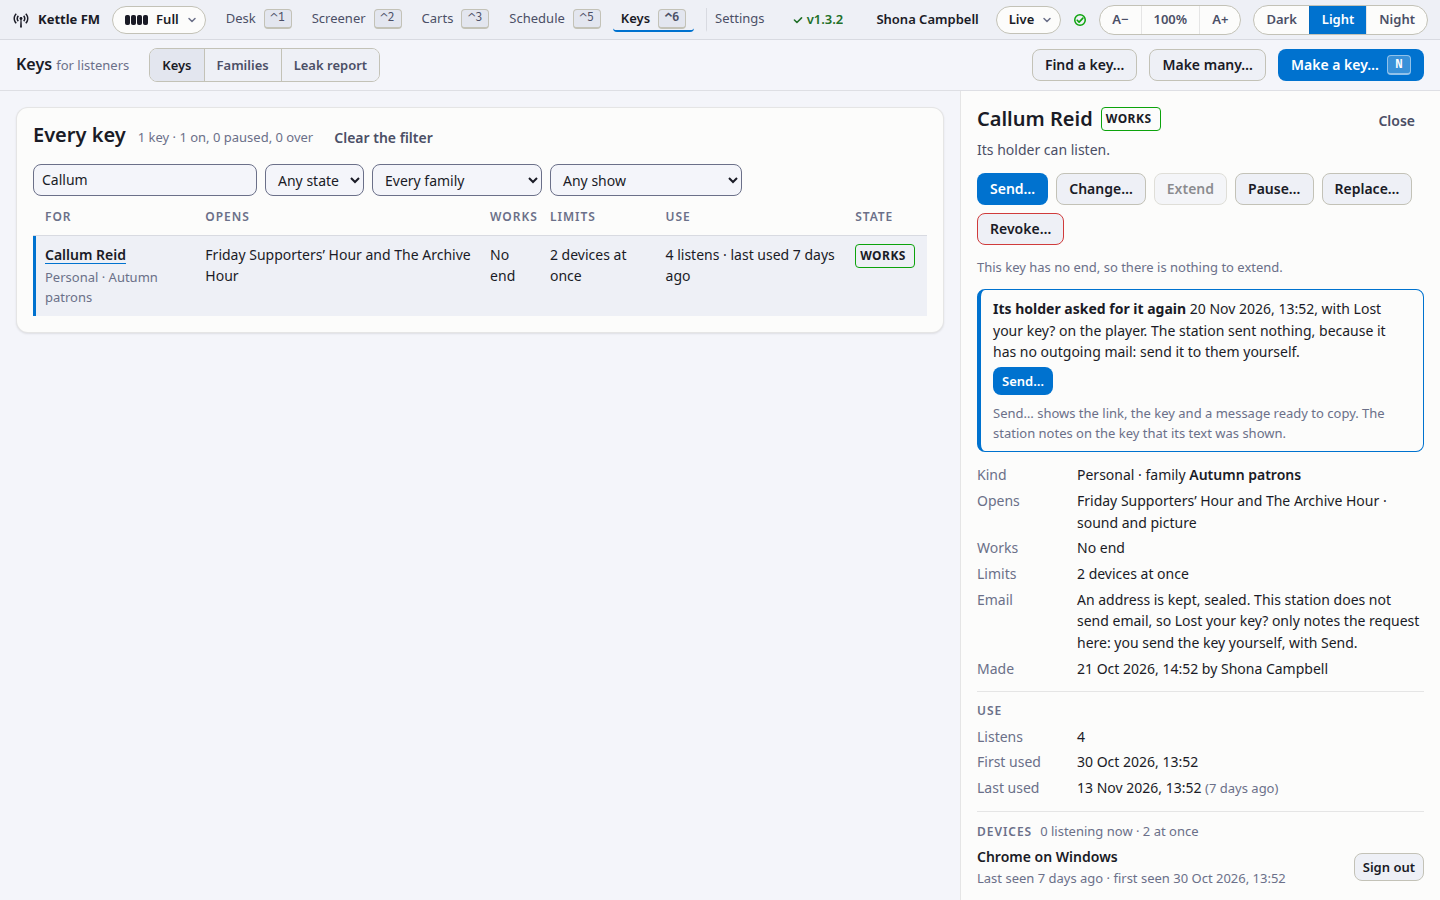 Kettle FM Full Desk ^1 Screener ^2 Carts ^3 Schedule ^5 Keys ^6 Settings v1.3.2 Shona Campbell Live A− 100% A+ Dark Light Night
Keys for listeners Keys Families Leak report Find a key... Make many... Make a key... N
Every key 1 key · 1 on, 0 paused, 0 over Clear the filter
Callum Any state Every family Any show
FOR OPENS WORKS LIMITS USE STATE
Callum Reid Friday Supporters’ Hour and The Archive No 2 devices at 4 listens · last used 7 days WORKS
Personal · Autumn Hour end once ago
patrons
Callum Reid WORKS Close
Its holder can listen.
Send... Change... Extend Pause... Replace...
Revoke...
This key has no end, so there is nothing to extend.
Its holder asked for it again 20 Nov 2026, 13:52, with Lost
your key? on the player. The station sent nothing, because it
has no outgoing mail: send it to them yourself.
Send...
Send... shows the link, the key and a message ready to copy. The
station notes on the key that its text was shown.
Kind Personal · family Autumn patrons
Opens Friday Supporters’ Hour and The Archive Hour ·
sound and picture
Works No end
Limits 2 devices at once
Email An address is kept, sealed. This station does not
send email, so Lost your key? only notes the request
here: you send the key yourself, with Send.
Made 21 Oct 2026, 14:52 by Shona Campbell
USE
Listens 4
First used 30 Oct 2026, 13:52
Last used 13 Nov 2026, 13:52 (7 days ago)
DEVICES 0 listening now · 2 at once
Chrome on Windows Sign out
Last seen 7 days ago · first seen 30 Oct 2026, 13:52